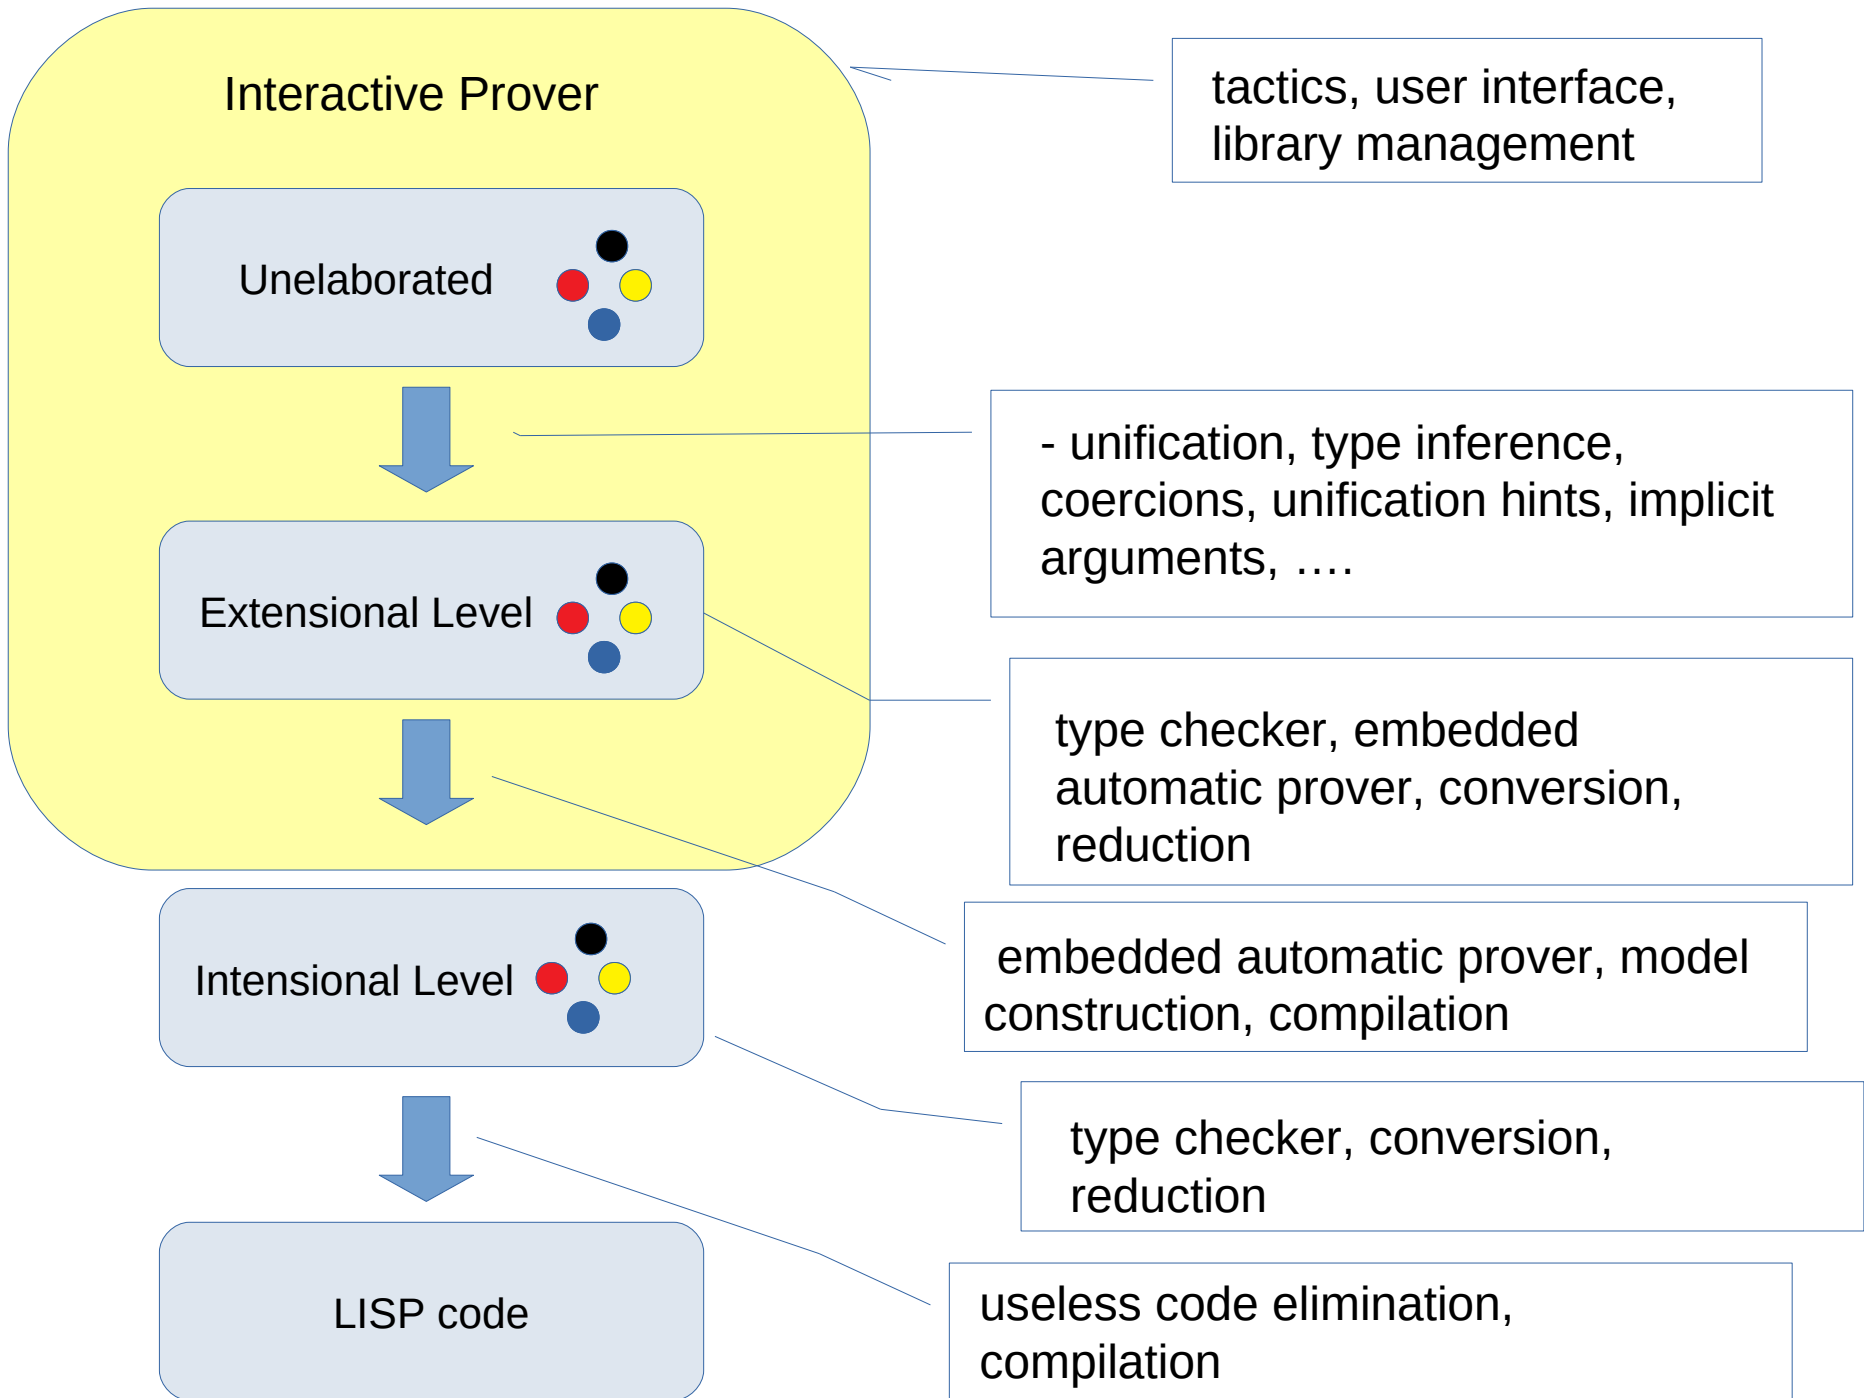 Interactive Prover
tactics, user interface,
library management
Unelaborated
- unification, type inference,
coercions, unification hints, implicit
arguments, ….
Extensional Level
type checker, embedded
automatic prover, conversion,
reduction
embedded automatic prover, model
construction, compilation
Intensional Level
type checker, conversion,
reduction
LISP code
useless code elimination,
compilation